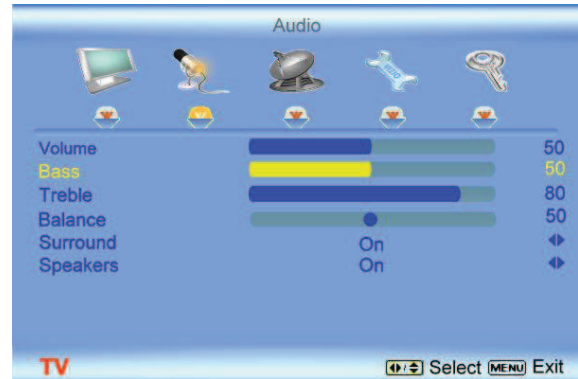 Audio
Volume 50
Bass 50
Treble 80
Balance 50
Surround On
Speakers On
TV Select MENU Exit